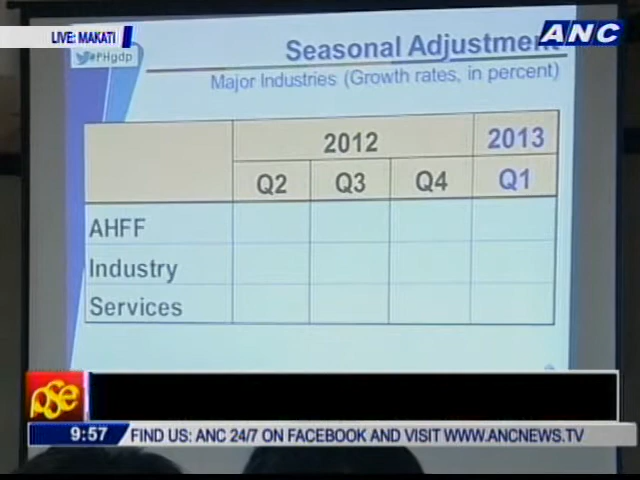 LIVE: MAKATI
ANC
#PHgdp
Seasonal Adjustment
Major Industries (Growth rates, in percent)
2012 2013
Q2 Q3 Q4 Q1
AHFF
Industry
Services
pse
9:57 FIND US: ANC 24/7 ON FACEBOOK AND VISIT WWW.ANCNEWS.TV